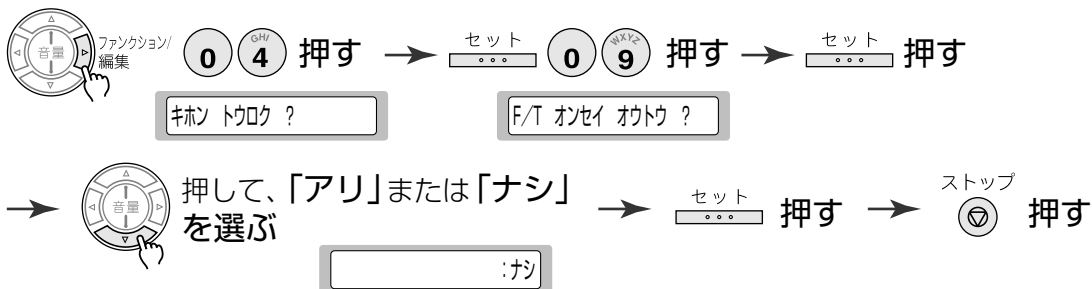 音量 ファンクション/編集 0 GHI 4 押す → セット 0 WXYZ 9 押す → セット 押す
キホン トウロク ?
F/T オンセイ オウトウ ?
→ 音量 押して、「アリ」または「ナシ」を選ぶ → セット 押す → ストップ 押す
:ナシ